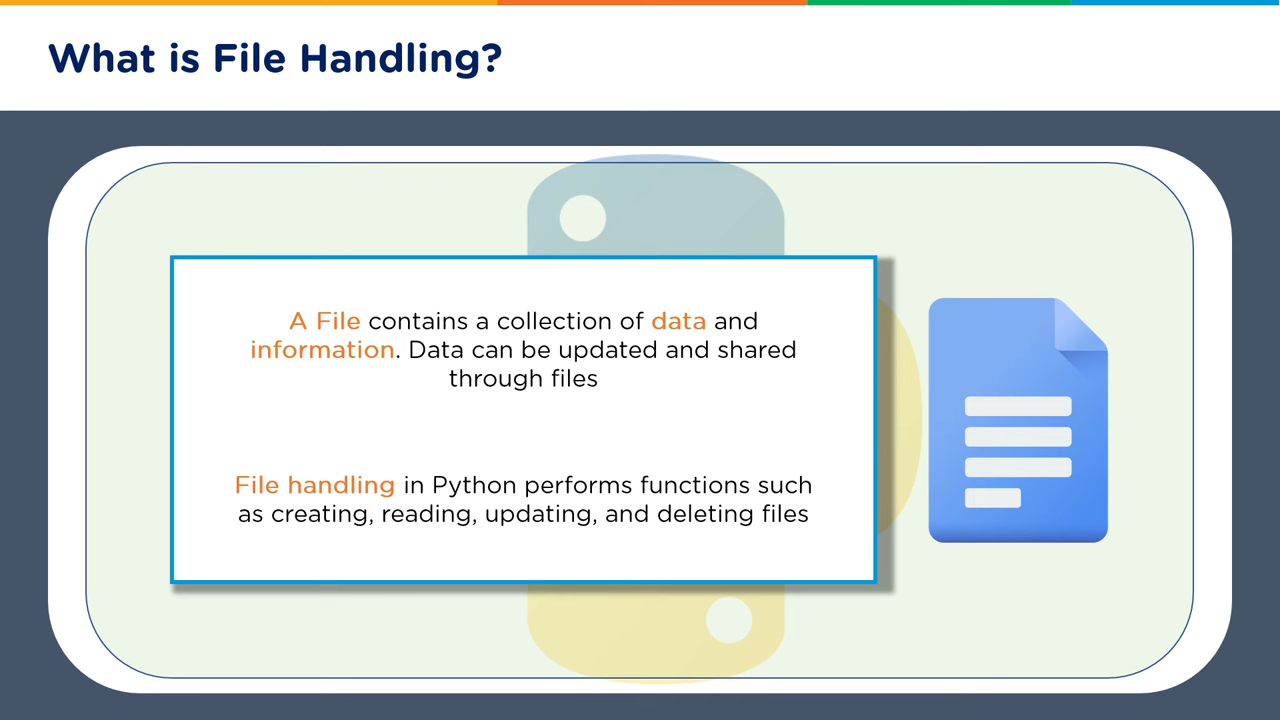 What is File Handling?
A File contains a collection of data and
information. Data can be updated and shared
through files
File handling in Python performs functions such
as creating, reading, updating, and deleting files